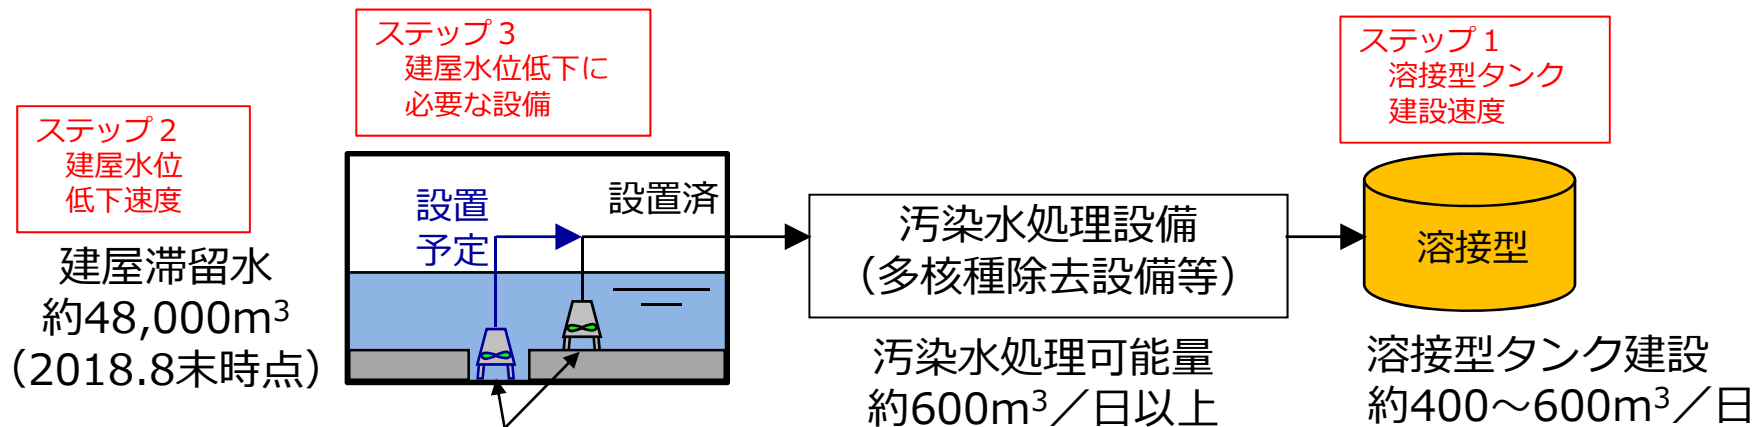 ステップ2
建屋水位
低下速度
建屋滞留水
約48,000m³
（2018.8末時点）
ステップ3
建屋水位低下に
必要な設備
設置
予定
設置済
汚染水処理設備
（多核種除去設備等）
汚染水処理可能量
約600m³／日以上
ステップ1
溶接型タンク
建設速度
溶接型
溶接型タンク建設
約400～600m³／日